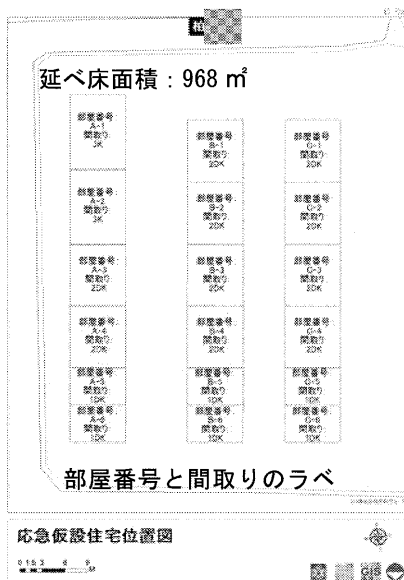 延べ床面積：968 ㎡
部屋番号：
A-1
間取り：
3K
部屋番号：
A-2
間取り：
3K
部屋番号：
A-3
間取り：
2DK
部屋番号：
A-4
間取り：
2DK
部屋番号：
A-5
間取り：
1DK
部屋番号：
A-6
間取り：
1DK
部屋番号：
B-1
間取り：
2DK
部屋番号：
B-2
間取り：
2DK
部屋番号：
B-3
間取り：
2DK
部屋番号：
B-4
間取り：
2DK
部屋番号：
B-5
間取り：
1DK
部屋番号：
B-6
間取り：
1DK
部屋番号：
C-1
間取り：
2DK
部屋番号：
C-2
間取り：
2DK
部屋番号：
C-3
間取り：
2DK
部屋番号：
C-4
間取り：
2DK
部屋番号：
C-5
間取り：
1DK
部屋番号：
C-6
間取り：
1DK
部屋番号と間取りのラベ
応急仮設住宅位置図
0 1.5 3 6 9
M
GIS